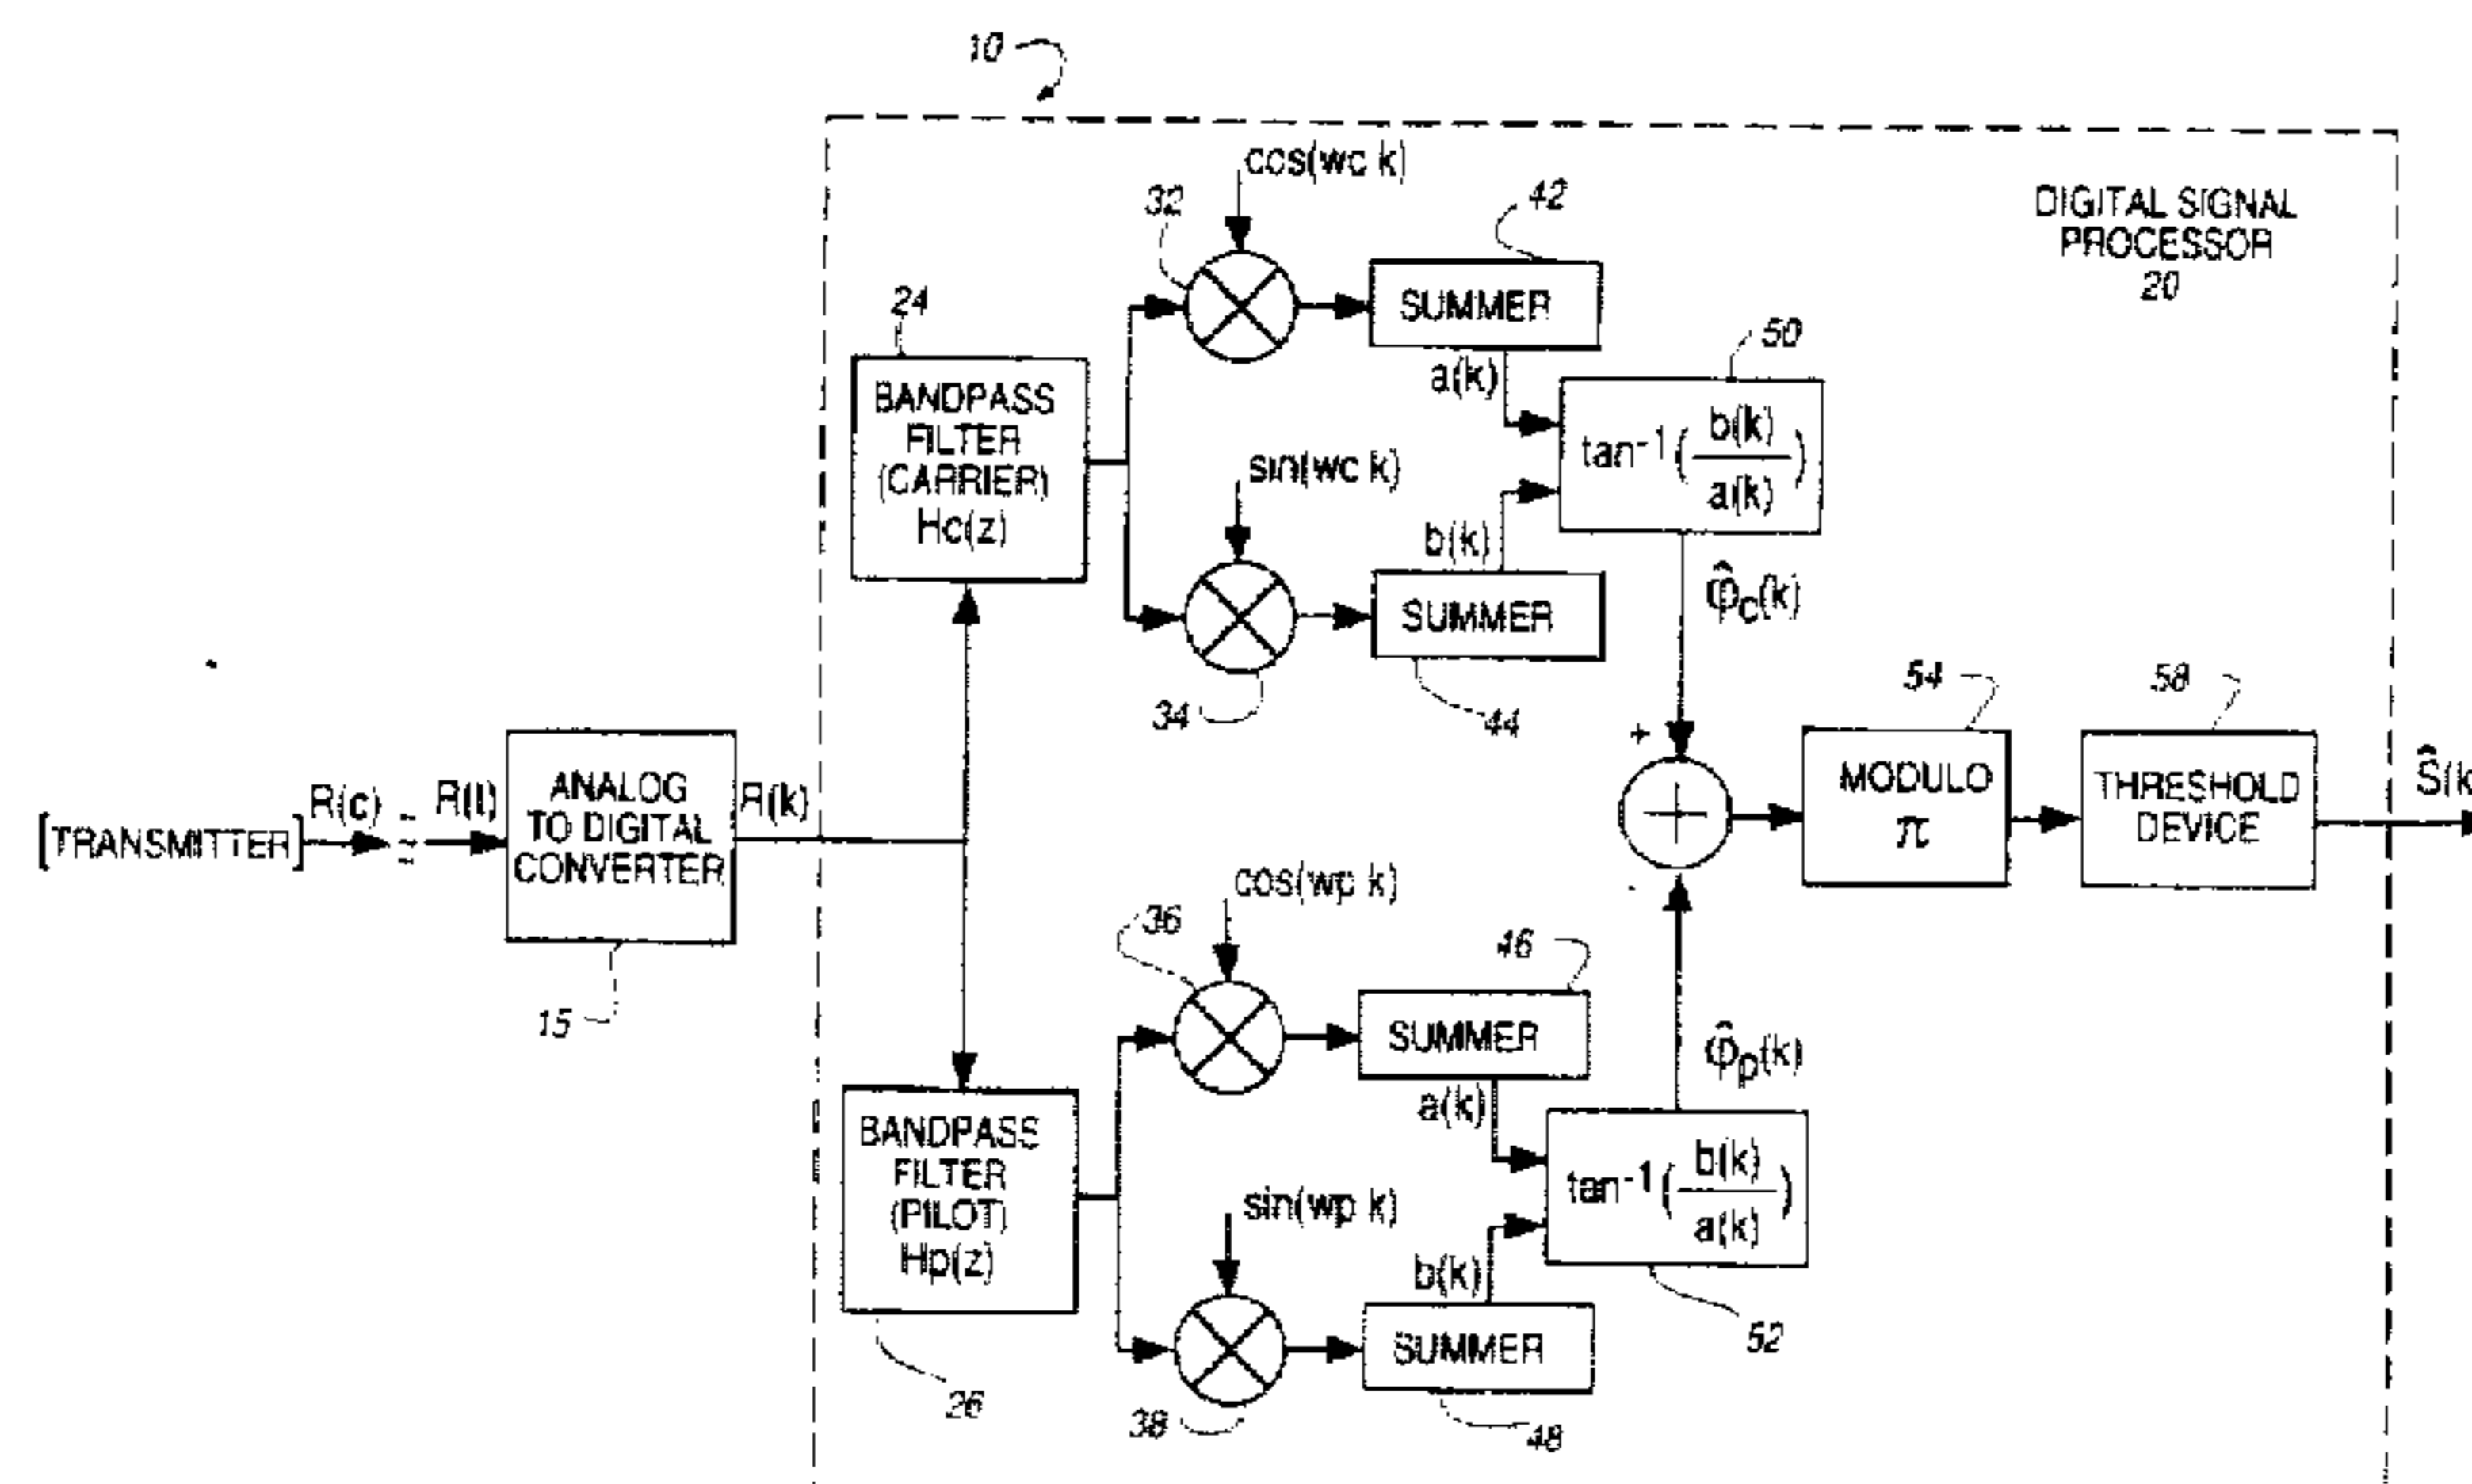 10
DIGITAL SIGNAL
PROCESSOR
20
cos(wc k)
32
42
SUMMER
a(k)
24
BANDPASS
FILTER
(CARRIER)
Hc(z)
50
tan⁻¹(b(k)/a(k))
sin(wc k)
b(k)
SUMMER
34
44
φ̂c(k)
[TRANSMITTER]
R(c)
R(t)
ANALOG
TO DIGITAL
CONVERTER
15
R(k)
+
54
MODULO
π
58
THRESHOLD
DEVICE
Ŝ(k
cos(wp k)
36
46
SUMMER
a(k)
φ̂p(k)
BANDPASS
FILTER
(PILOT)
Hp(z)
26
tan⁻¹(b(k)/a(k))
52
sin(wp k)
b(k)
SUMMER
38
48